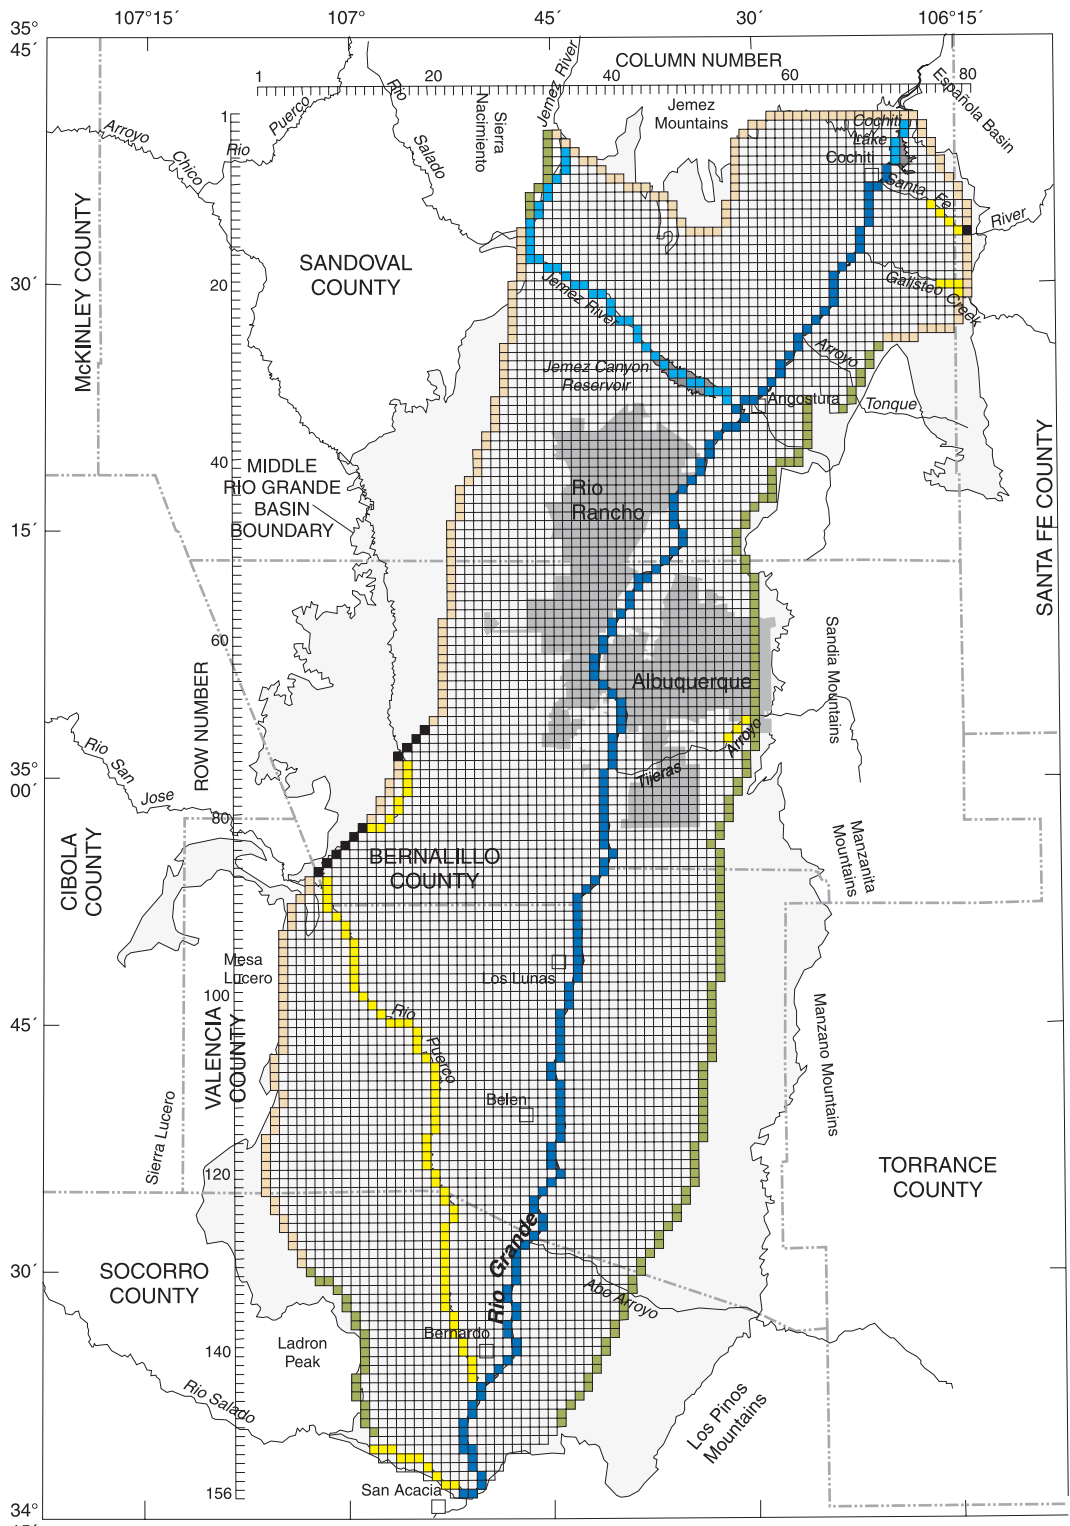 107°15´ 107° 45´ 30´ 106°15´
35°
45´
COLUMN NUMBER
1 20 40 60 80
Jemez River
Rio
Puerco
Rio
Salado
Nacimiento
Sierra
Jemez
Mountains
Española Basin
1
Arroyo
Chico
Rio
Cochiti
Lake
Cochiti
Santa Fe
River
McKINLEY COUNTY
SANDOVAL
COUNTY
30´
20
Jemez River
Galisteo Creek
Arroyo
Jemez Canyon
Reservoir
Angostura
Tonque
SANTA FE COUNTY
40
MIDDLE
RIO GRANDE
BASIN
BOUNDARY
Rio
Rancho
15´
60
ROW NUMBER
Sandia Mountains
Albuquerque
Arroyo
Tijeras
Rio San
Jose
35°
00´
80
CIBOLA
COUNTY
BERNALILLO
COUNTY
Manzanita
Mountains
Mesa
Lucero
Los Lunas
100
45´
Rio
Puerco
VALENCIA
COUNTY
Manzano Mountains
Belen
Sierra Lucero
120
TORRANCE
COUNTY
Rio Grande
30´
SOCORRO
COUNTY
Abo Arroyo
Bernardo
Ladron
Peak
140
Rio Salado
Los Pinos
Mountains
San Acacia
156
34°